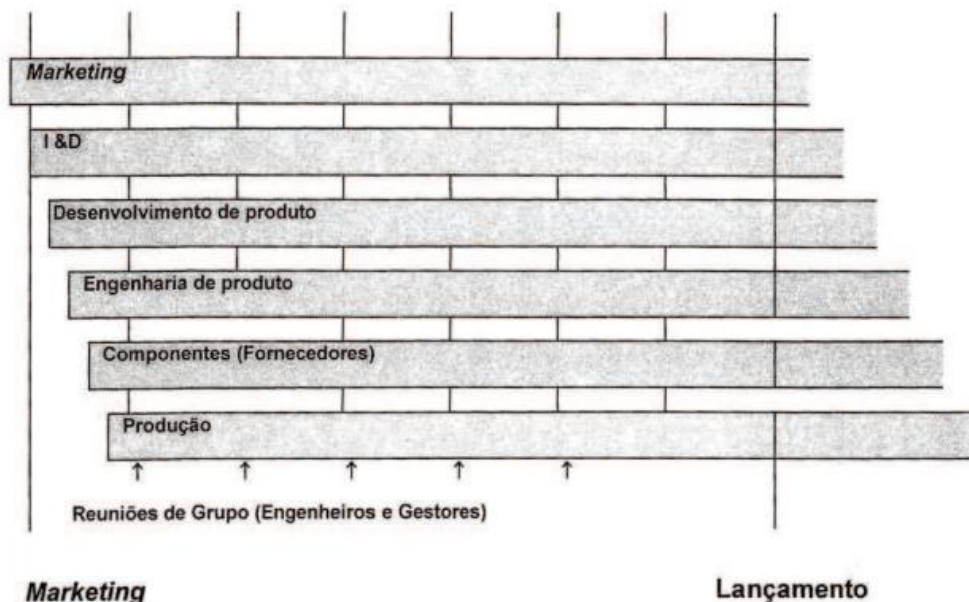 Marketing
I &D
Desenvolvimento de produto
Engenharia de produto
Componentes (Fornecedores)
Produção
Reuniões de Grupo (Engenheiros e Gestores)
Marketing
Lançamento